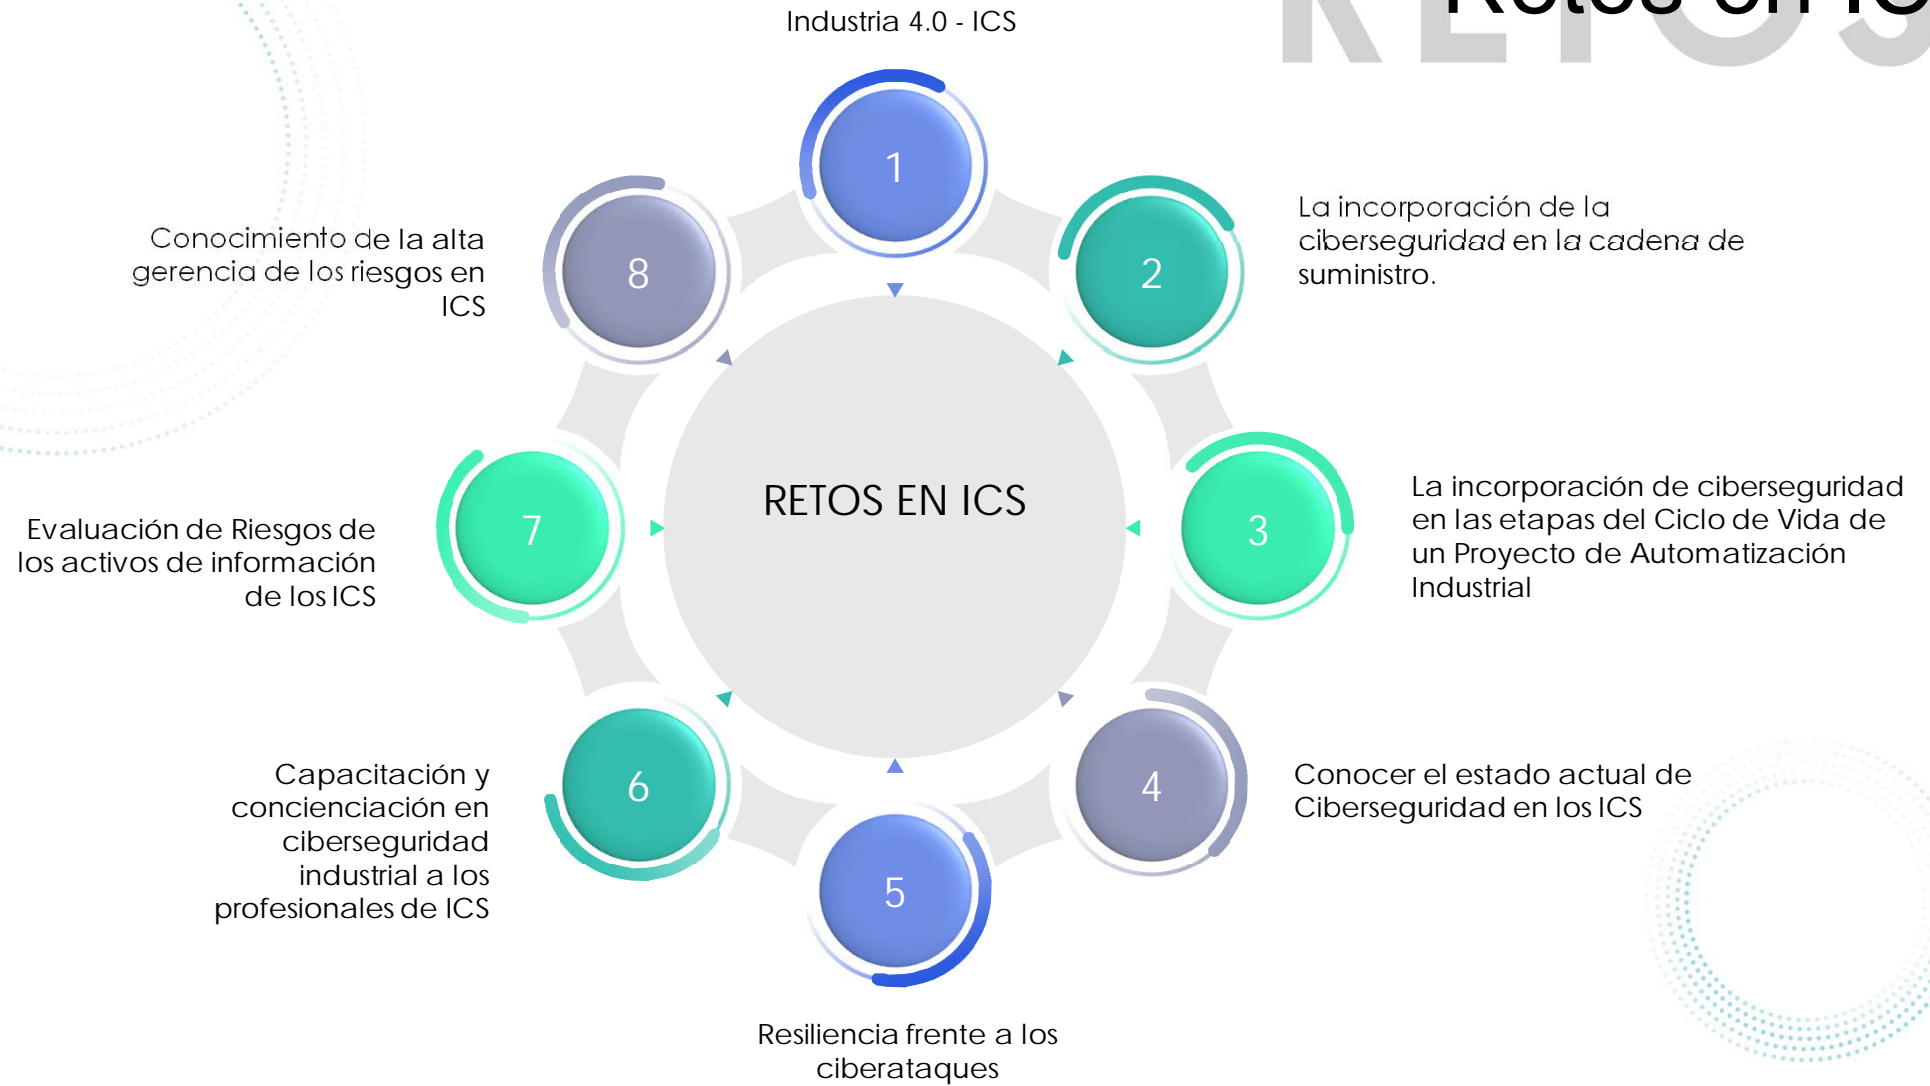 Retos en IC
RETOS
Industria 4.0 - ICS
1
2
La incorporación de la
ciberseguridad en la cadena de
suministro.
3
La incorporación de ciberseguridad
en las etapas del Ciclo de Vida de
un Proyecto de Automatización
Industrial
4
Conocer el estado actual de
Ciberseguridad en los ICS
5
Resiliencia frente a los
ciberataques
6
Capacitación y
concienciación en
ciberseguridad
industrial a los
profesionales de ICS
7
Evaluación de Riesgos de
los activos de información
de los ICS
8
Conocimiento de la alta
gerencia de los riesgos en
ICS
RETOS EN ICS